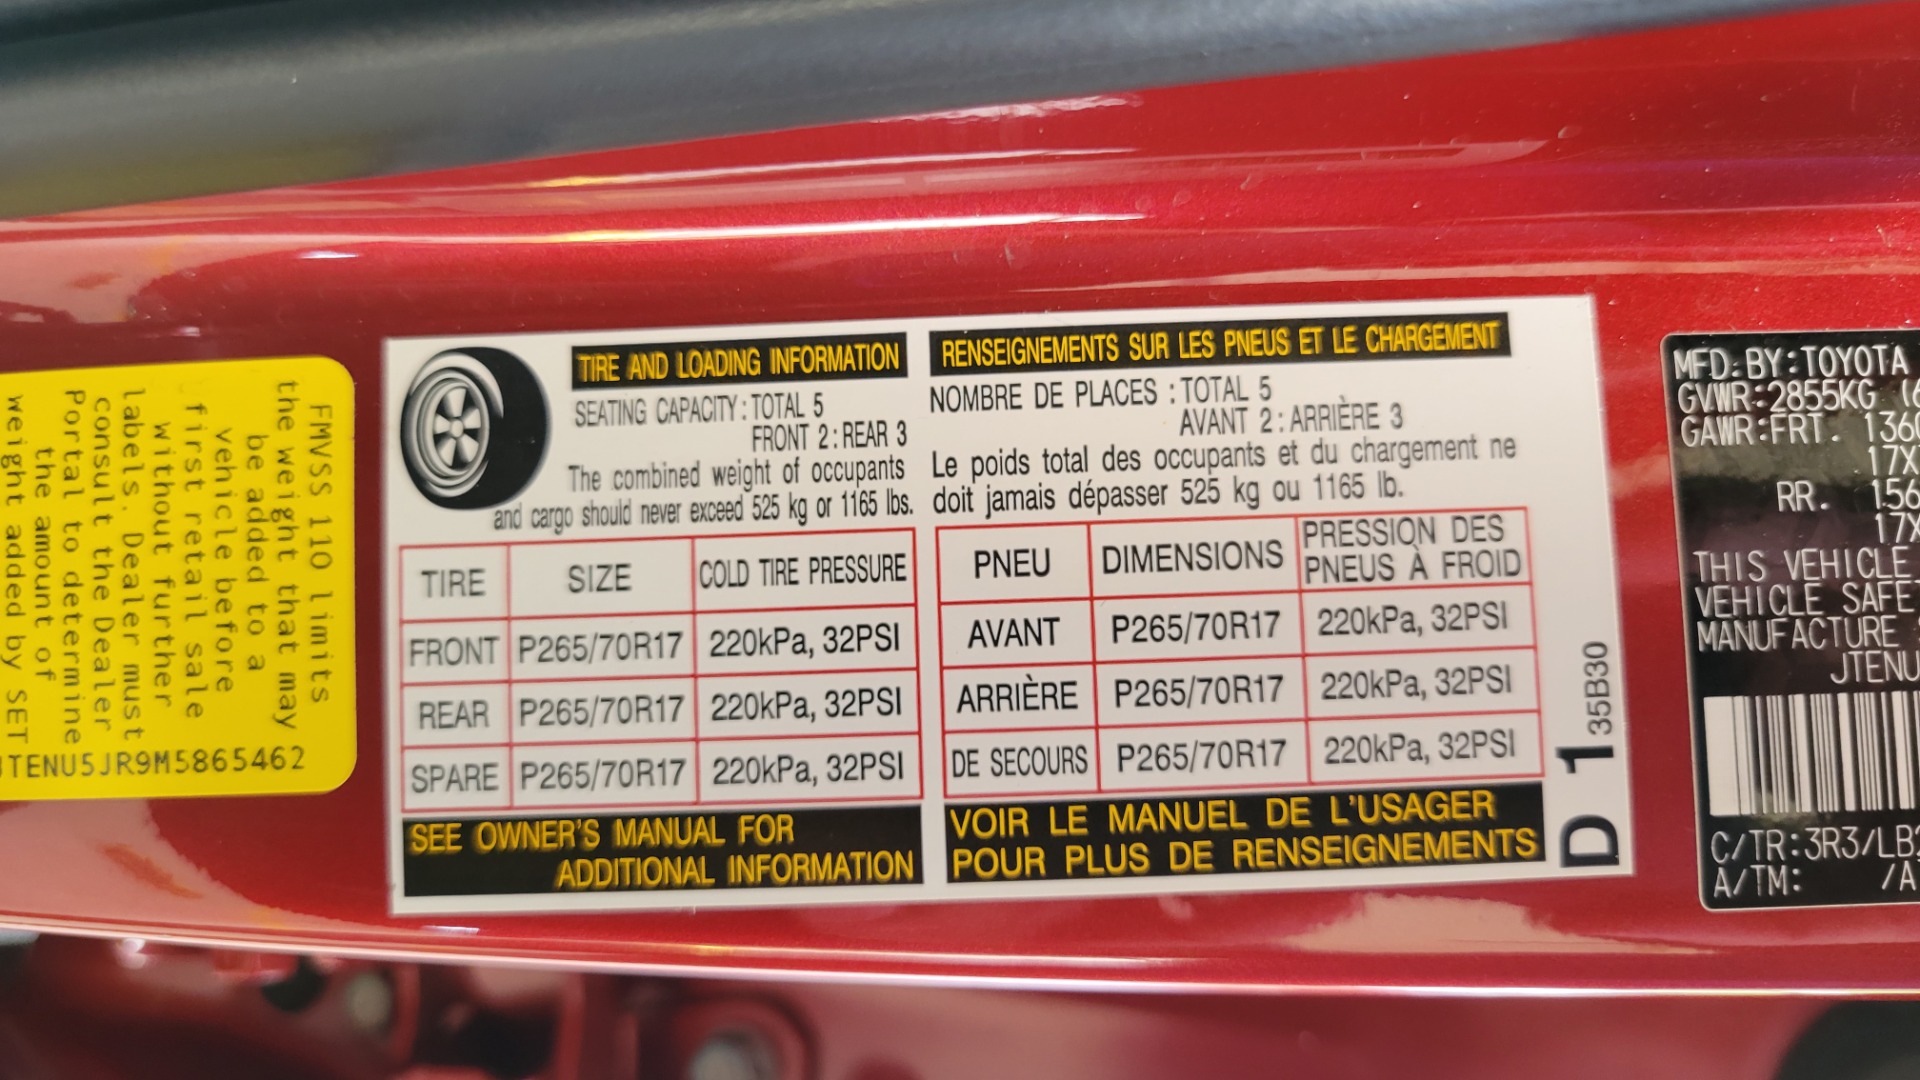 FMVSS 110 limits
the weight that may
be added to a
vehicle before
first retail sale
without further
labels. Dealer must
consult the Dealer
Portal to determine
the amount of
weight added by SET
JTENU5JR9M5865462
TIRE AND LOADING INFORMATION
SEATING CAPACITY: TOTAL 5
FRONT 2: REAR 3
The combined weight of occupants
and cargo should never exceed 525 kg or 1165 lbs.
TIRE SIZE COLD TIRE PRESSURE
FRONT P265/70R17 220kPa, 32PSI
REAR P265/70R17 220kPa, 32PSI
SPARE P265/70R17 220kPa, 32PSI
SEE OWNER'S MANUAL FOR
ADDITIONAL INFORMATION
RENSEIGNEMENTS SUR LES PNEUS ET LE CHARGEMENT
NOMBRE DE PLACES : TOTAL 5
AVANT 2 : ARRIÈRE 3
Le poids total des occupants et du chargement ne
doit jamais dépasser 525 kg ou 1165 lb.
PNEU DIMENSIONS PRESSION DES
PNEUS À FROID
AVANT P265/70R17 220kPa, 32PSI
ARRIÈRE P265/70R17 220kPa, 32PSI
DE SECOURS P265/70R17 220kPa, 32PSI
VOIR LE MANUEL DE L'USAGER
POUR PLUS DE RENSEIGNEMENTS
D 1 35B30
MFD.BY:TOYOTA
GVWR:2855KG (6
GAWR:FRT. 1360
17X
RR. 156
17X
THIS VEHICLE
VEHICLE SAFE
MANUFACTURE
JTENU
C/TR:3R3/LB2
A/TM: /A